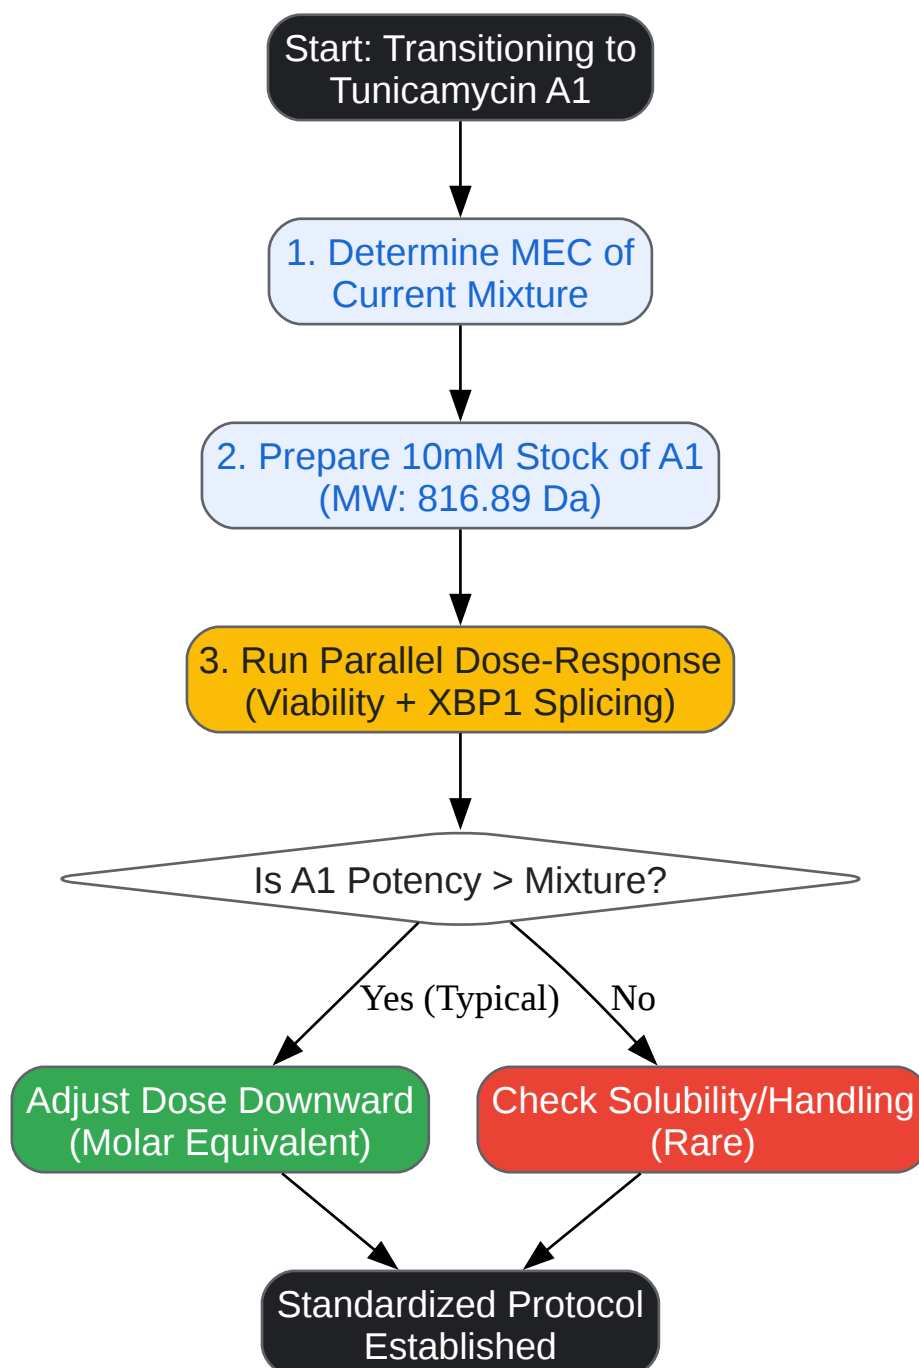 Start: Transitioning to
Tunicamycin A1
1. Determine MEC of
Current Mixture
2. Prepare 10mM Stock of A1
(MW: 816.89 Da)
3. Run Parallel Dose-Response
(Viability + XBP1 Splicing)
Is A1 Potency > Mixture?
Yes (Typical)
No
Adjust Dose Downward
(Molar Equivalent)
Check Solubility/Handling
(Rare)
Standardized Protocol
Established